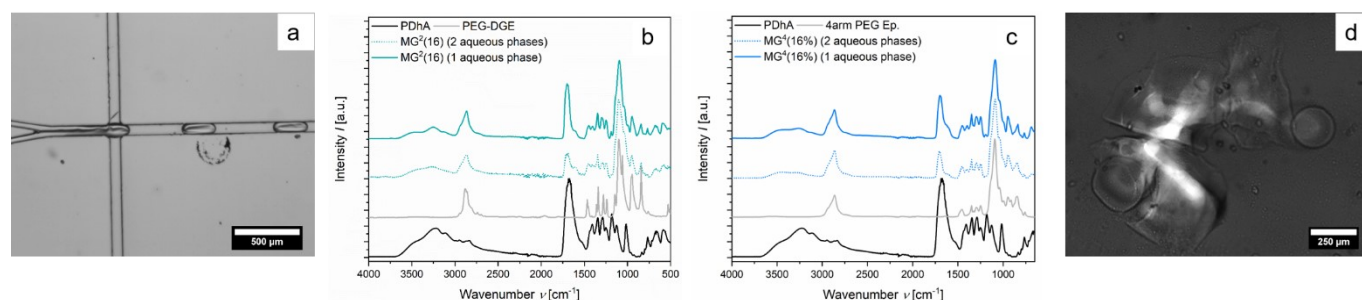 a
500 µm
b
PDhA PEG-DGE
MG²(16) (2 aqueous phases)
MG²(16) (1 aqueous phase)
Intensity I [a.u.]
4000 3500 3000 2500 2000 1500 1000 500
Wavenumber ν [cm⁻¹]
c
PDhA 4arm PEG Ep.
MG⁴(16%) (2 aqueous phases)
MG⁴(16%) (1 aqueous phase)
Intensity I [a.u.]
4000 3500 3000 2500 2000 1500 1000
Wavenumber ν [cm⁻¹]
d
250 µm